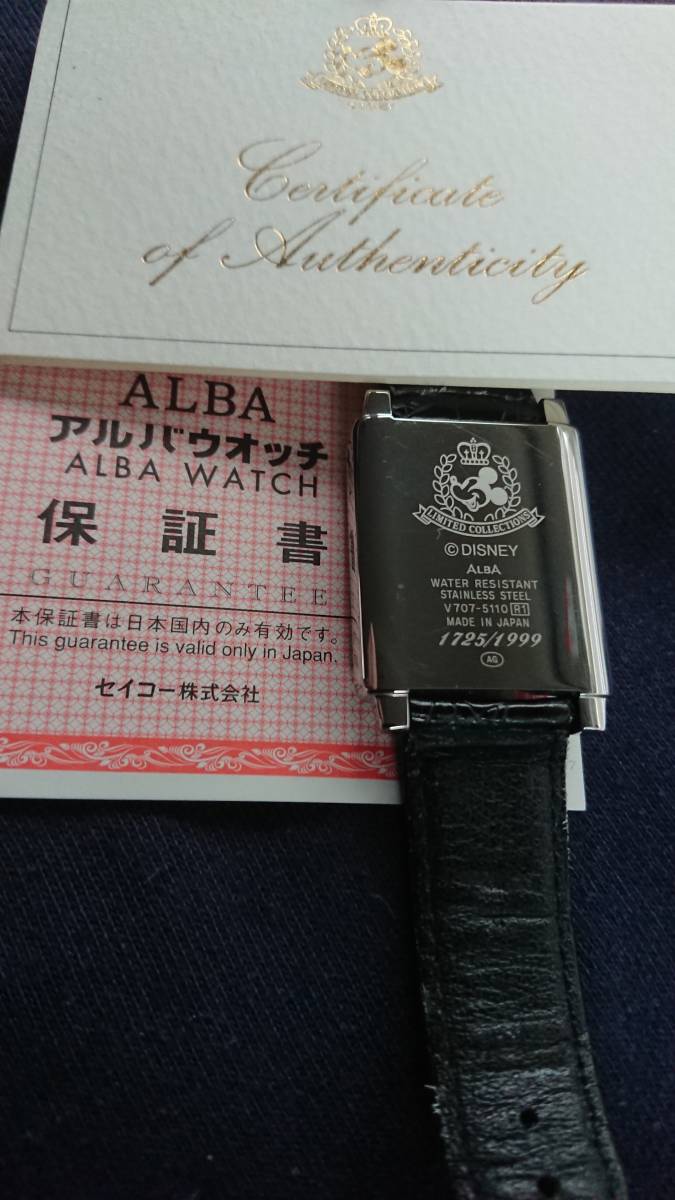 Certificate
of Authenticity
ALBA
アルバウオッチ
ALBA WATCH
保証書
GUARANTEE
本保証書は日本国内のみ有効です。
This guarantee is valid only in Japan.
セイコー株式会社
LIMITED COLLECTIONS
©DISNEY
ALBA
WATER RESISTANT
STAINLESS STEEL
V707-5110 R1
MADE IN JAPAN
1725/1999
AG